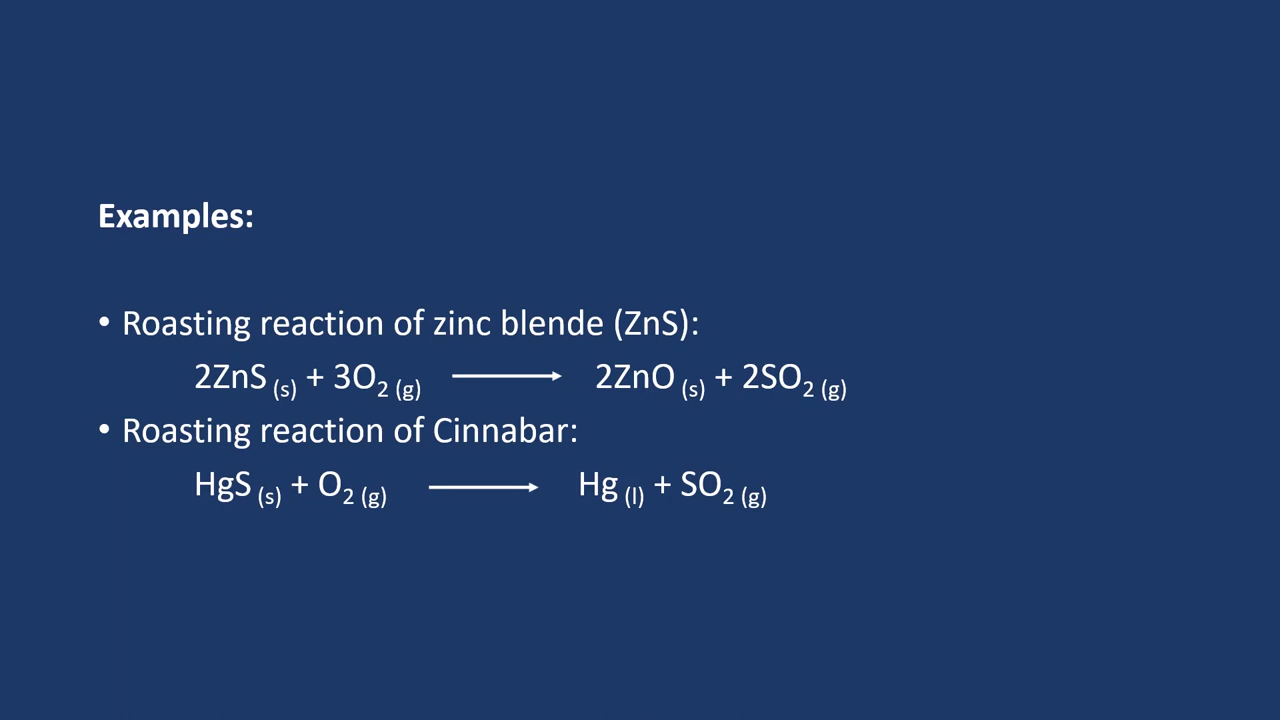 Examples:
• Roasting reaction of zinc blende (ZnS):
2ZnS (s) + 3O2 (g) ⟶ 2ZnO (s) + 2SO2 (g)
• Roasting reaction of Cinnabar:
HgS (s) + O2 (g) ⟶ Hg (l) + SO2 (g)